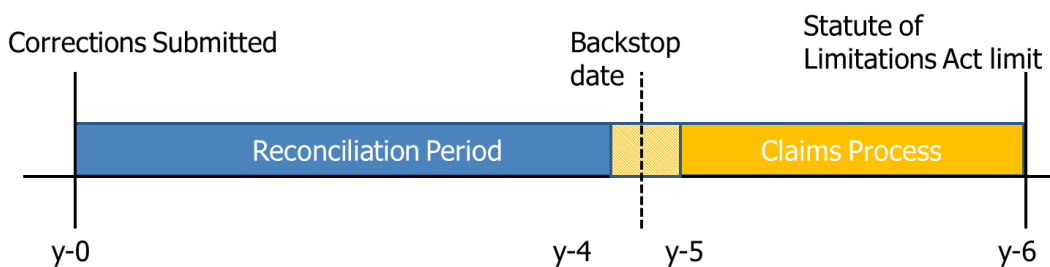 Corrections Submitted
Backstop
date
Statute of
Limitations Act limit
Reconciliation Period
Claims Process
y-0
y-4
y-5
y-6